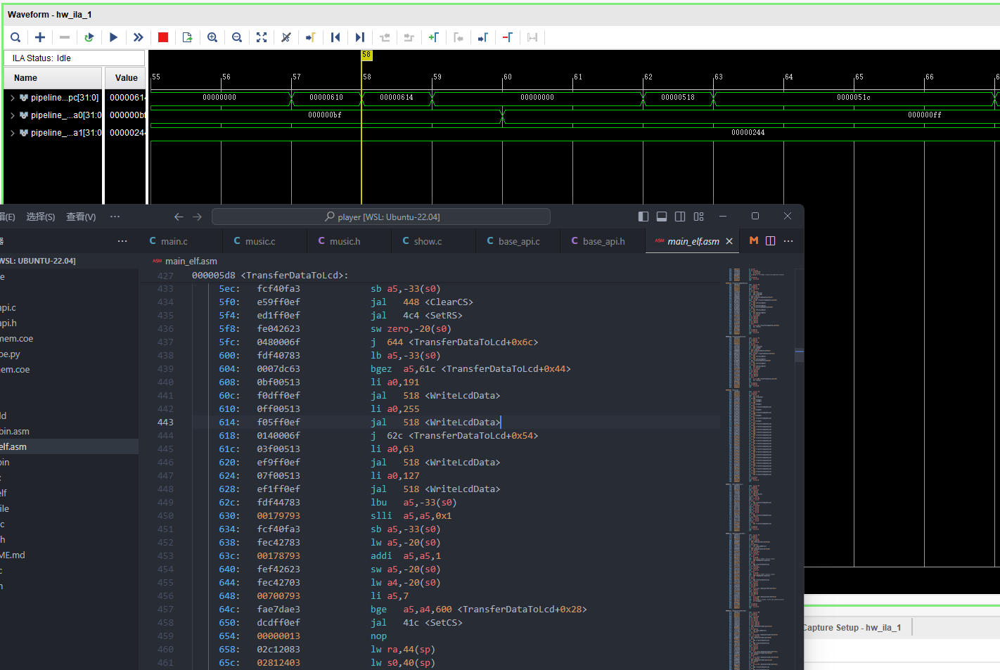 Waveform - hw_ila_1
ILA Status: Idle
58
Name Value
55 56 57 58 59 60 61 62 63 64 65 66 6
pipeline...pc[31:0] 00000614 00000000 00000610 00000614 00000000 00000518 0000051c
pipeline_...a0[31:0 000000bf 000000bf 000000ff
pipeline_...a1[31:0 00000244 00000244
辑(E) 选择(S) 查看(V) ··· player [WSL: Ubuntu-22.04]
器 ··· C main.c C music.c C music.h C show.c C base_api.c C base_api.h ASM main_elf.asm M ···
WSL: UBUNTU-22.04] ASM main_elf.asm
427 000005d8 <TransferDataToLcd>:
433 5ec: fcf40fa3 sb a5,-33(s0)
434 5f0: e59ff0ef jal 448 <ClearCS>
435 5f4: ed1ff0ef jal 4c4 <SetRS>
436 5f8: fe042623 sw zero,-20(s0)
437 5fc: 0480006f j 644 <TransferDataToLcd+0x6c>
438 600: fdf40783 lb a5,-33(s0)
439 604: 0007dc63 bgez a5,61c <TransferDataToLcd+0x44>
440 608: 0bf00513 li a0,191
441 60c: f0dff0ef jal 518 <WriteLcdData>
442 610: 0ff00513 li a0,255
443 614: f05ff0ef jal 518 <WriteLcdData>
444 618: 0140006f j 62c <TransferDataToLcd+0x54>
445 61c: 03f00513 li a0,63
446 620: ef9ff0ef jal 518 <WriteLcdData>
447 624: 07f00513 li a0,127
448 628: ef1ff0ef jal 518 <WriteLcdData>
449 62c: fdf44783 lbu a5,-33(s0)
450 630: 00179793 slli a5,a5,0x1
451 634: fcf40fa3 sb a5,-33(s0)
452 638: fec42783 lw a5,-20(s0)
453 63c: 00178793 addi a5,a5,1
454 640: fef42623 sw a5,-20(s0)
455 644: fec42703 lw a4,-20(s0)
456 648: 00700793 li a5,7
457 64c: fae7dae3 bge a5,a4,600 <TransferDataToLcd+0x28>
458 650: dcdff0ef jal 41c <SetCS>
459 654: 00000013 nop
460 658: 02c12083 lw ra,44(sp)
461 65c: 02812403 lw s0,40(sp)
e
api.c
api.h
mem.coe
oe.py
em.coe
ld
bin.asm
elf.asm
bin
:
elf
ile
c
h
ME.md
c
h
Capture Setup - hw_ila_1